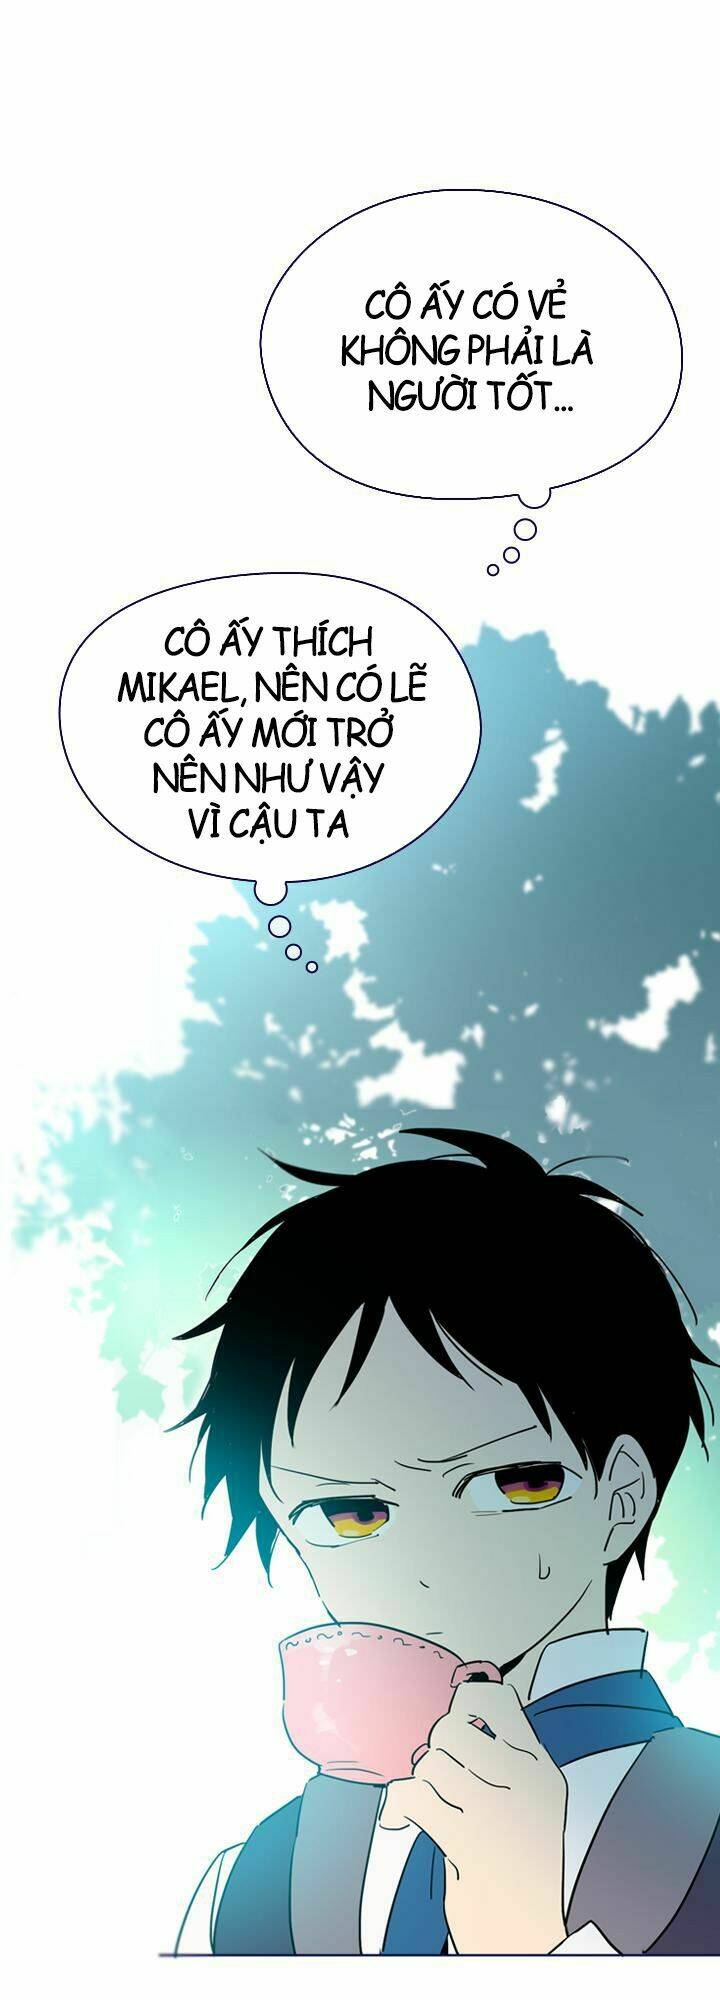 CÔ ẤY CÓ VẺ
KHÔNG PHẢI LÀ
NGƯỜI TỐT...
CÔ ẤY THÍCH
MIKAEL, NÊN CÓ LẼ
CÔ ẤY MỚI TRỞ
NÊN NHƯ VẬY
VÌ CẬU TA